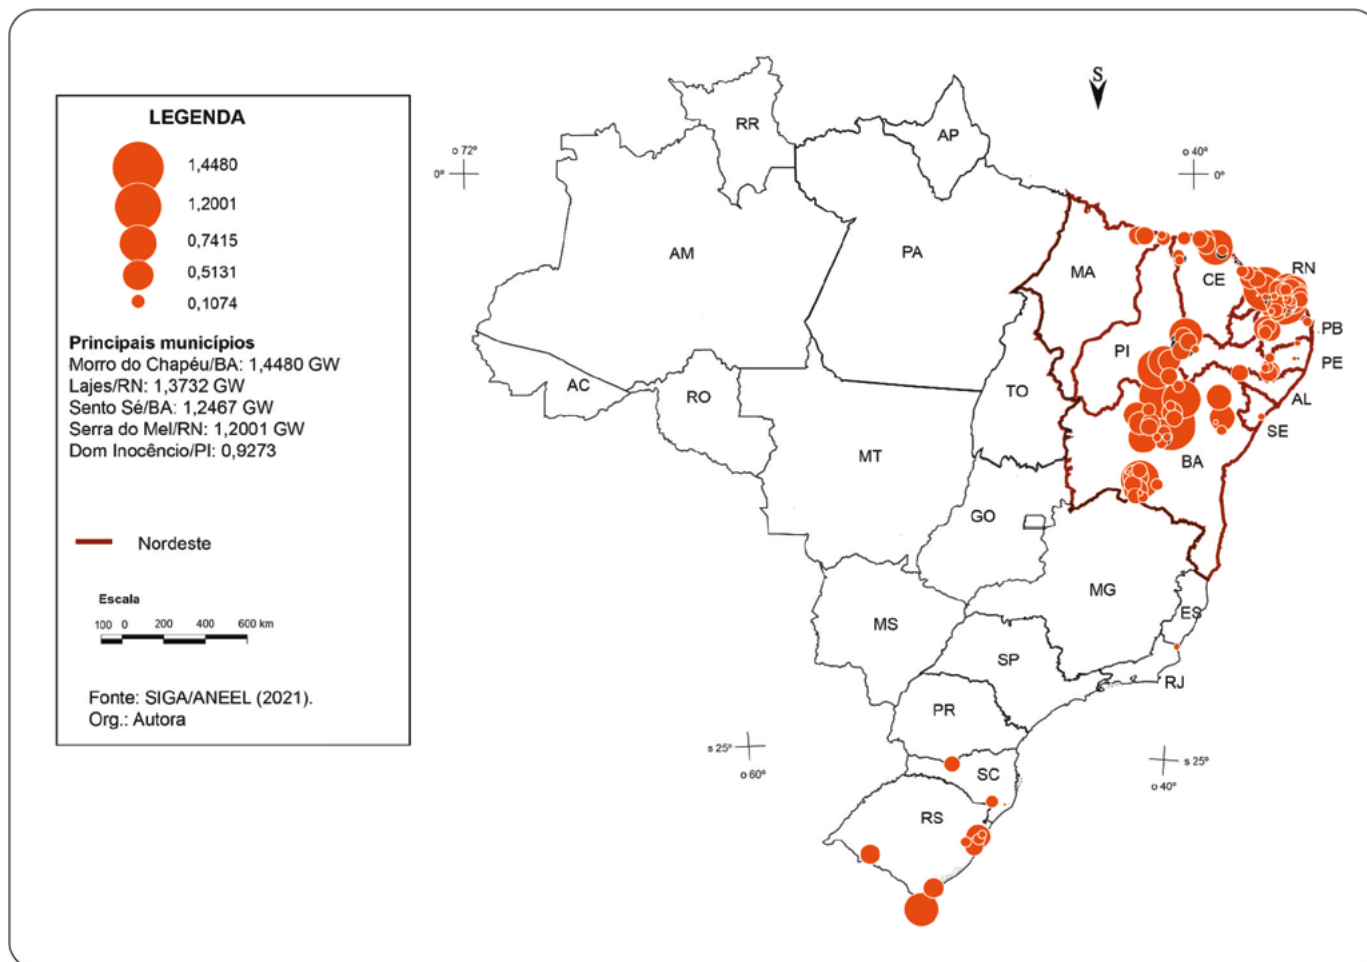 LEGENDA
1,4480
1,2001
0,7415
0,5131
0,1074
Principais municípios
Morro do Chapéu/BA: 1,4480 GW
Lajes/RN: 1,3732 GW
Sento Sé/BA: 1,2467 GW
Serra do Mel/RN: 1,2001 GW
Dom Inocêncio/PI: 0,9273
Nordeste
Escala
100 0 200 400 600 km
Fonte: SIGA/ANEEL (2021).
Org.: Autora
S
o 72º
0º
o 40º
0º
RR
AP
AM
PA
MA
CE
RN
PB
PE
PI
AL
SE
AC
RO
TO
BA
MT
GO
MG
ES
MS
SP
RJ
PR
s 25º
o 60º
s 25º
o 40º
SC
RS